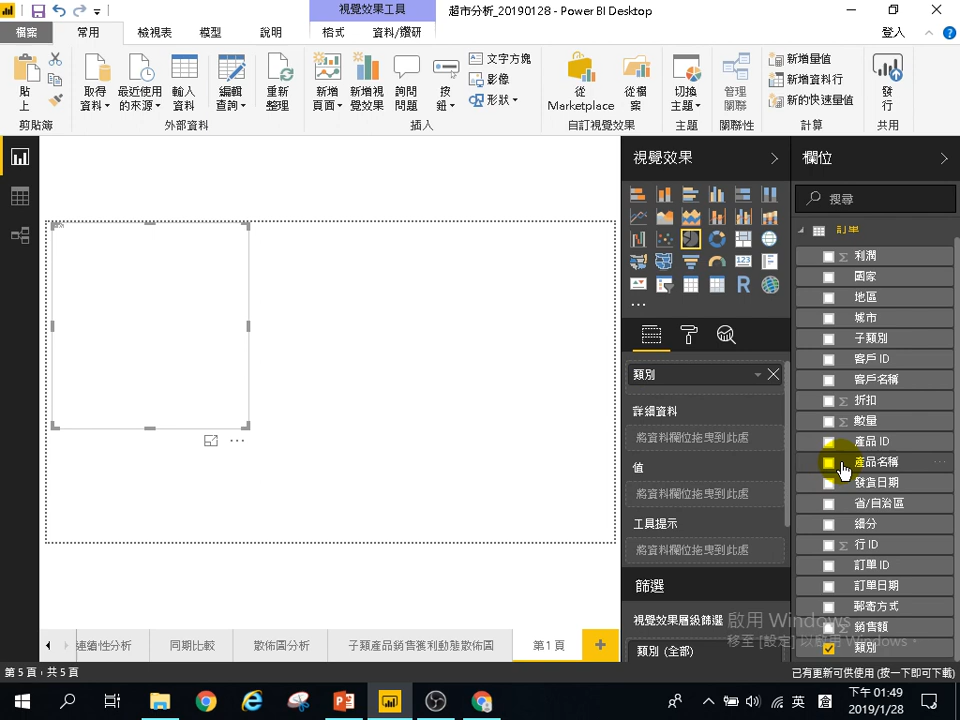 視覺效果工具
超市分析_20190128 - Power BI Desktop
檔案
常用
檢視表
模型
說明
格式
資料/鑽研
登入
貼上
取得資料
最近使用的來源
輸入資料
編輯查詢
重新整理
新增頁面
新增視覺效果
詢問問題
按鈕
文字方塊
影像
形狀
從 Marketplace
從檔案
切換主題
管理關聯
新增量值
新增資料行
新的快速量值
發行
剪貼簿
外部資料
插入
自訂視覺效果
主題
關聯性
計算
共用
視覺效果
類別
詳細資料
將資料欄位拖曳到此處
值
將資料欄位拖曳到此處
工具提示
將資料欄位拖曳到此處
篩選
視覺效果層級篩選
類別 (全部)
欄位
搜尋
訂單
利潤
國家
地區
城市
子類別
客戶 ID
客戶名稱
折扣
數量
產品 ID
產品名稱
發貨日期
省/自治區
細分
行 ID
訂單 ID
訂單日期
郵寄方式
銷售額
類別
啟用 Windows
移至 [設定] 以啟用 Windows。
連續性分析
同期比較
散佈圖分析
子類產品銷售獲利動態散佈圖
第 1 頁
第 5 頁，共 5 頁
已有更新可供使用 (按一下即可下載)
英
下午 01:49
2019/1/28